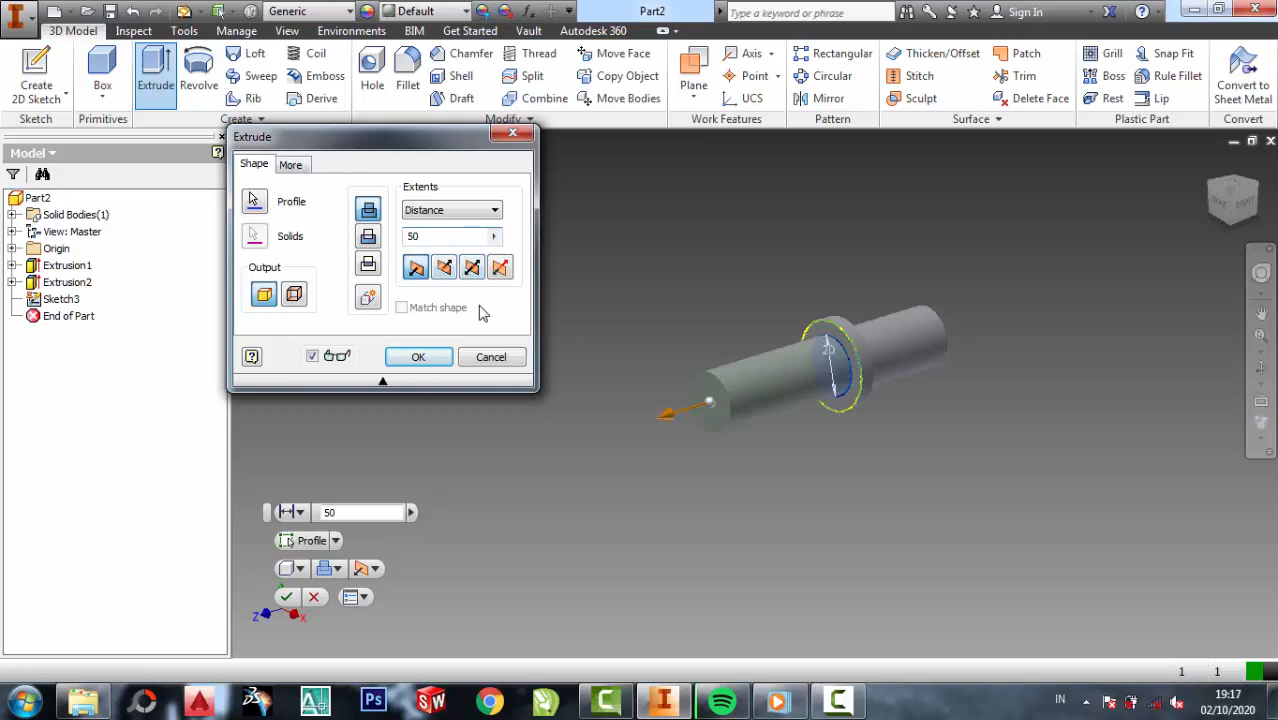 Generic
Default
Part2
Type here a keyword or phrase
Sign In
3D Model Inspect Tools Manage View Environments BIM Get Started Vault Autodesk 360
Create 2D Sketch
Box
Extrude
Revolve
Loft
Sweep
Rib
Coil
Emboss
Derive
Hole
Fillet
Chamfer
Shell
Draft
Thread
Split
Combine
Move Face
Copy Object
Move Bodies
Plane
Axis
Point
UCS
Rectangular
Circular
Mirror
Thicken/Offset
Stitch
Sculpt
Patch
Trim
Delete Face
Grill
Boss
Rest
Snap Fit
Rule Fillet
Lip
Convert to Sheet Metal
Sketch
Primitives
Create
Modify
Work Features
Pattern
Surface
Plastic Part
Convert
Model
Part2
Solid Bodies(1)
View: Master
Origin
Extrusion1
Extrusion2
Sketch3
End of Part
Extrude
Shape
More
Profile
Solids
Output
Extents
Distance
50
Match shape
OK
Cancel
20
50
Profile
Z
X
1 1
Ps
SW
IN
19:17
02/10/2020